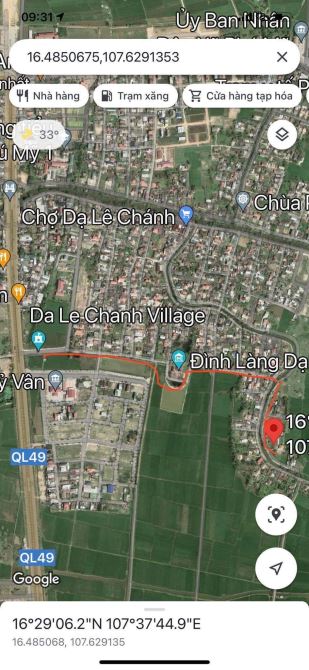 09:31
Ủy Ban Nhân
16.4850675,107.6291353
Nhà hàng
Trạm xăng
Cửa hàng tạp hóa
33°
Chùa
Chợ Dạ Lê Chánh
Da Le Chanh Village
Đình Làng Dạ
Vân
QL49
QL49
16°
107
Google
16°29'06.2"N 107°37'44.9"E
16.485068, 107.629135